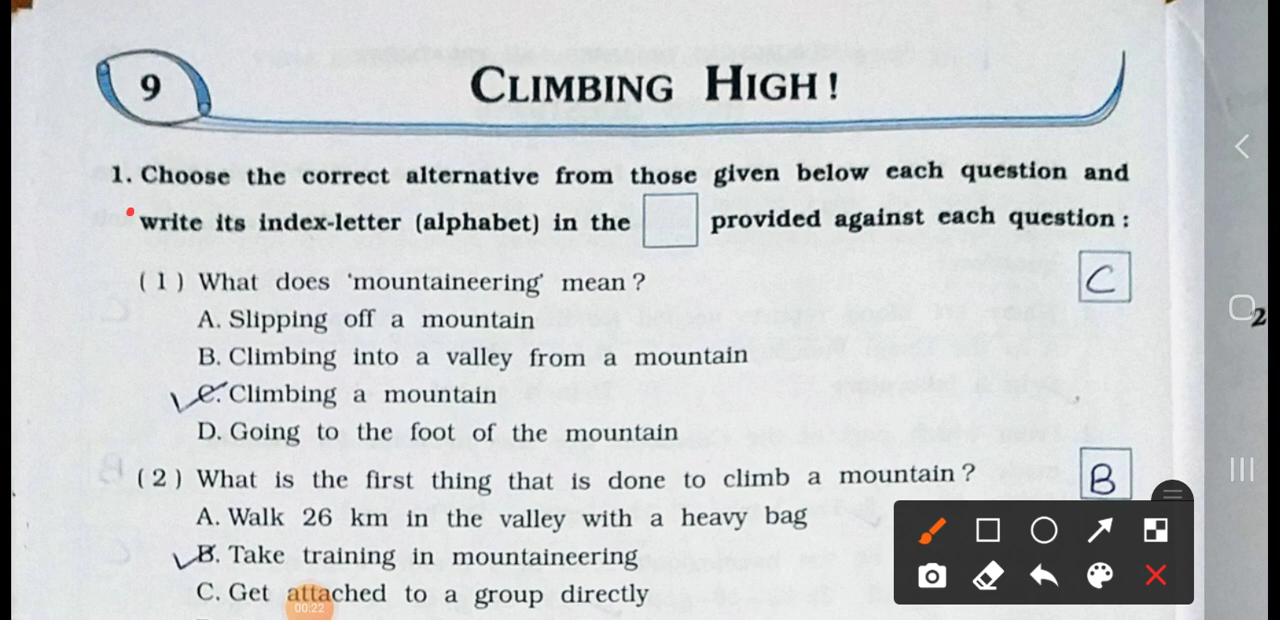 9
CLIMBING HIGH!
1. Choose the correct alternative from those given below each question and
write its index-letter (alphabet) in the provided against each question :
( 1 ) What does ‘mountaineering’ mean ?
C
A. Slipping off a mountain
B. Climbing into a valley from a mountain
C. Climbing a mountain
D. Going to the foot of the mountain
( 2 ) What is the first thing that is done to climb a mountain ?
B
A. Walk 26 km in the valley with a heavy bag
B. Take training in mountaineering
C. Get attached to a group directly
00:22
2